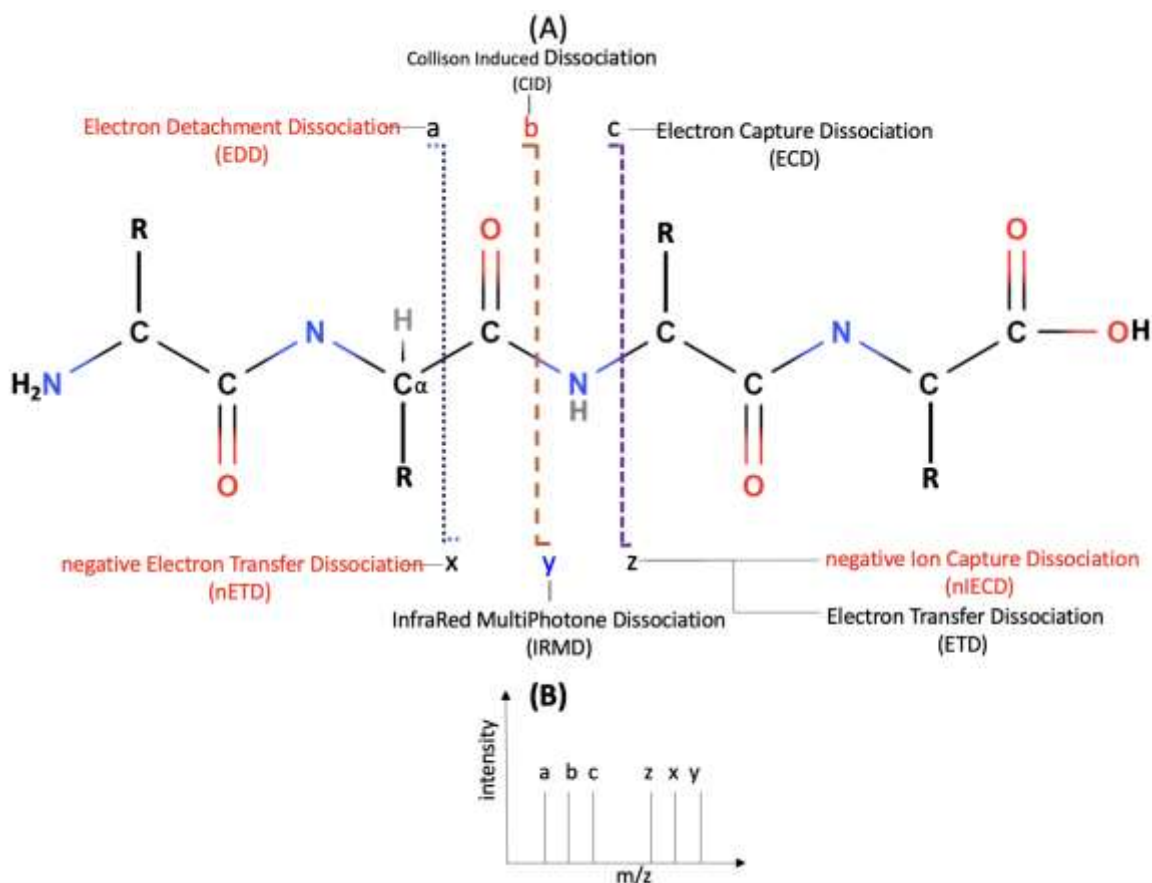 (A)
Collison Induced Dissociation
(CID)
Electron Detachment Dissociation
(EDD)
a
b
c
Electron Capture Dissociation
(ECD)
R
O
R
O
H
N
C
C
C
N
C
OH
H2N
C
Cα
N
H
C
C
O
R
O
R
negative Electron Transfer Dissociation
(nETD)
x
y
z
negative Ion Capture Dissociation
(nIECD)
InfraRed MultiPhotone Dissociation
(IRMD)
Electron Transfer Dissociation
(ETD)
(B)
intensity
a b c z x y
m/z